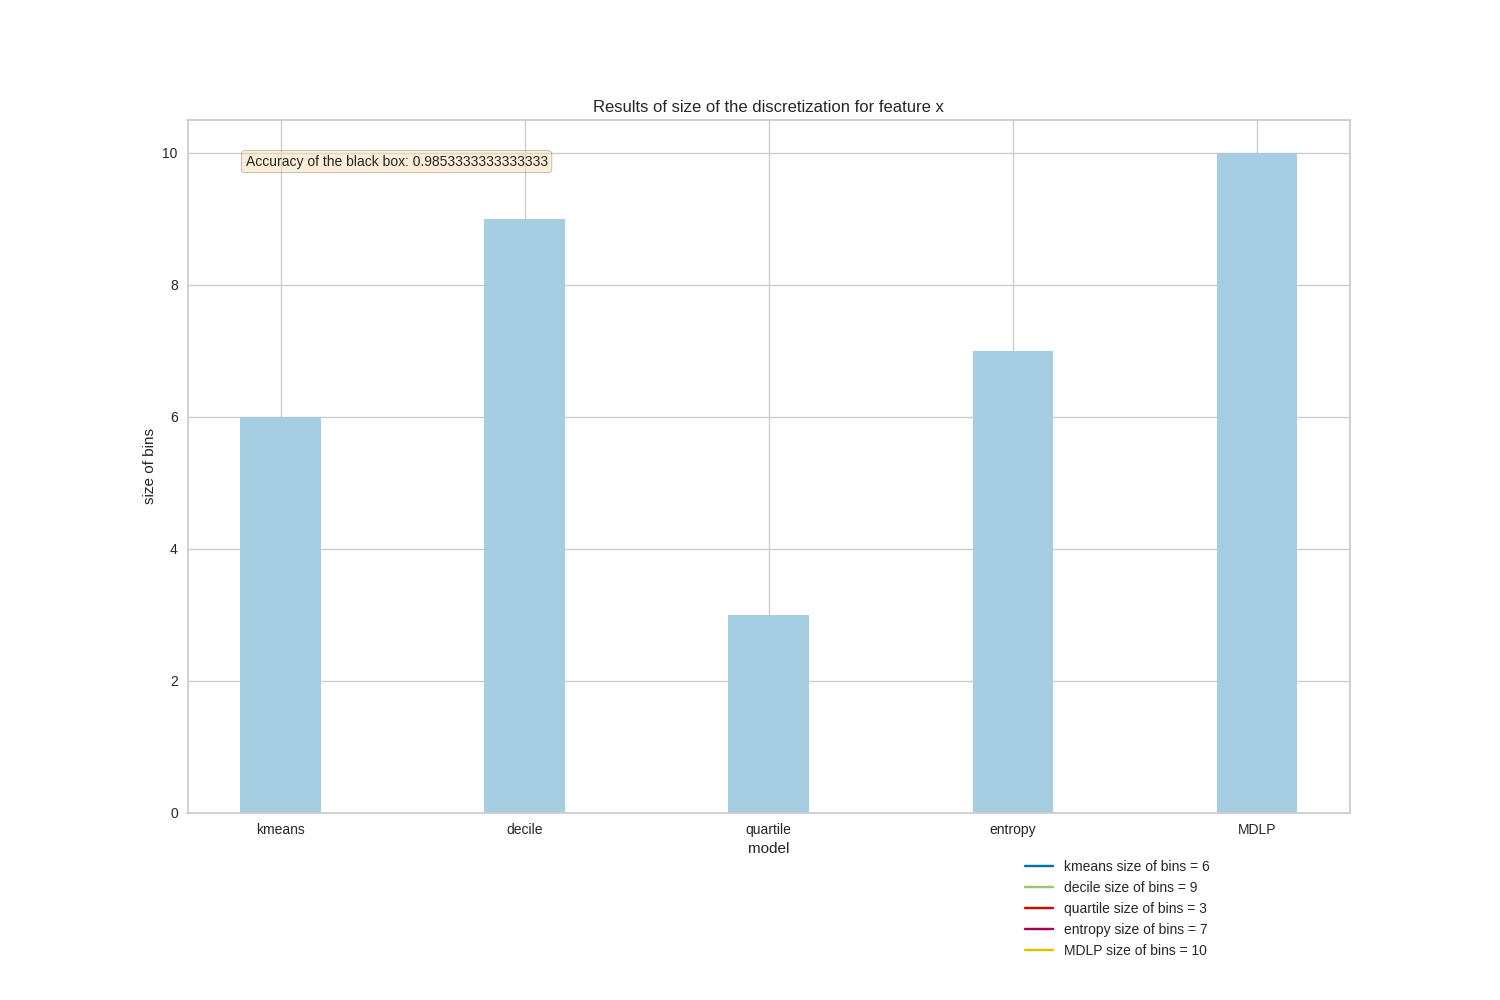 Results of size of the discretization for feature x
Accuracy of the black box: 0.9853333333333333
10
8
6
4
2
0
size of bins
kmeans decile quartile entropy MDLP
model
kmeans size of bins = 6
decile size of bins = 9
quartile size of bins = 3
entropy size of bins = 7
MDLP size of bins = 10